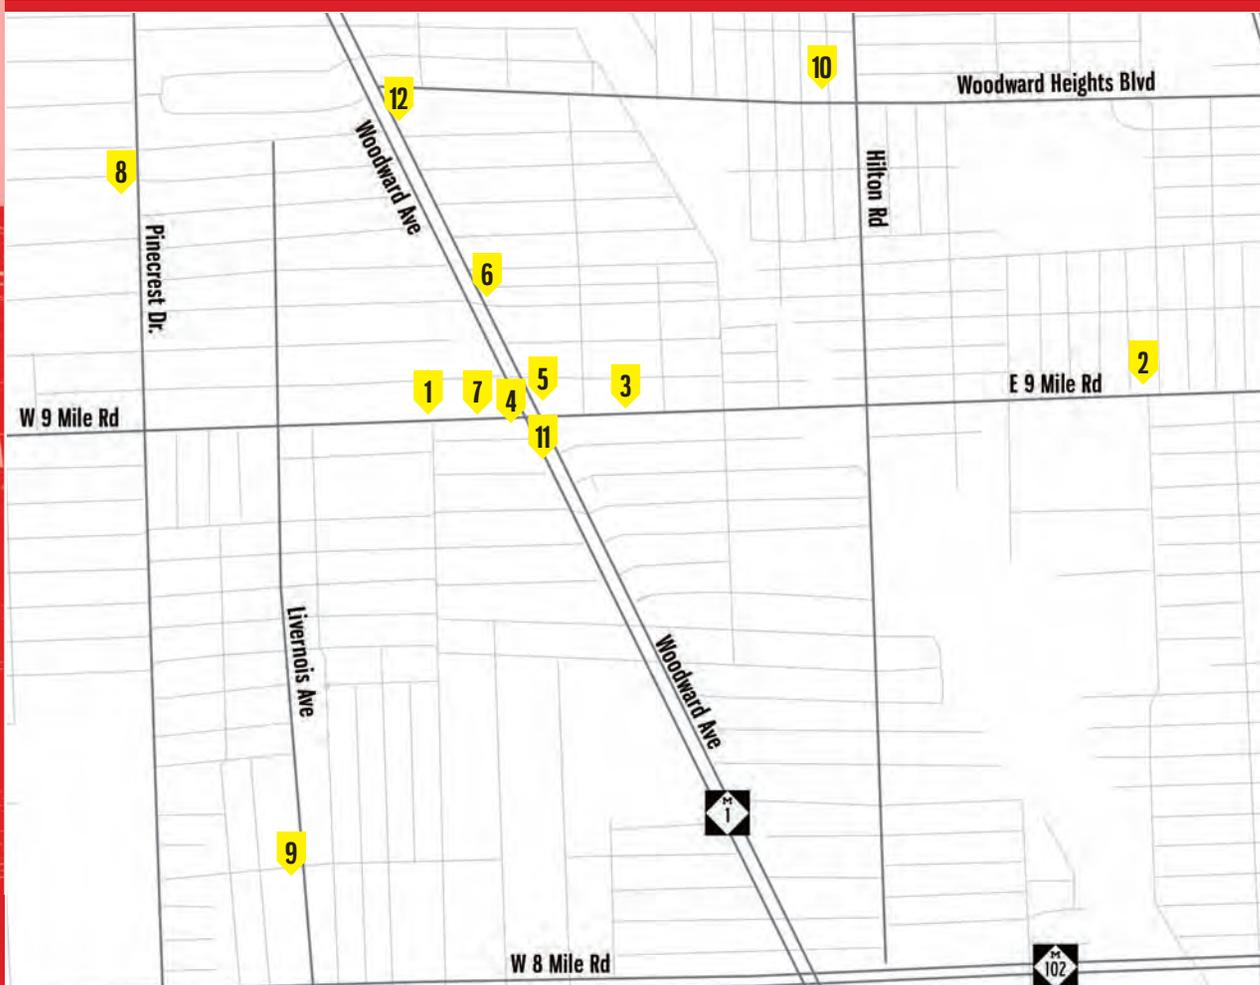 10
Woodward Heights Blvd
12
Woodward Ave
8
Hilton Rd
Pinecrest Dr.
6
2
5
3
1
7
4
E 9 Mile Rd
W 9 Mile Rd
11
Livernois Ave
Woodward Ave
M
1
9
W 8 Mile Rd
M
102